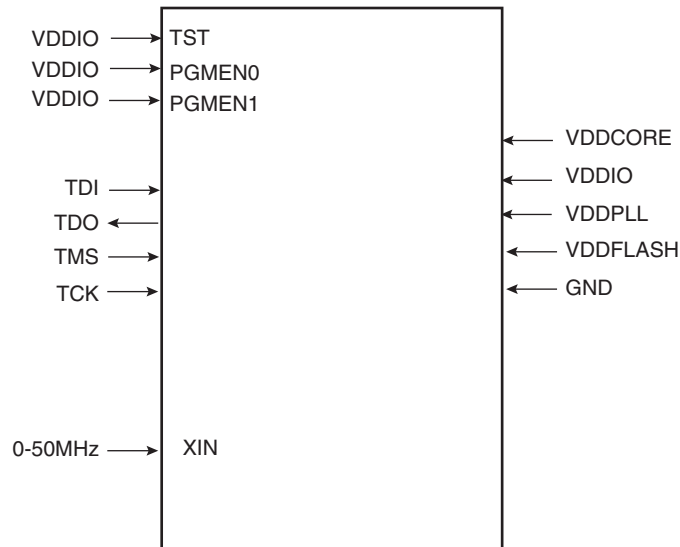 VDDIO TST
VDDIO PGMEN0
VDDIO PGMEN1
VDDCORE
VDDIO
TDI
VDDPLL
TDO
VDDFLASH
TMS
GND
TCK
0-50MHz XIN